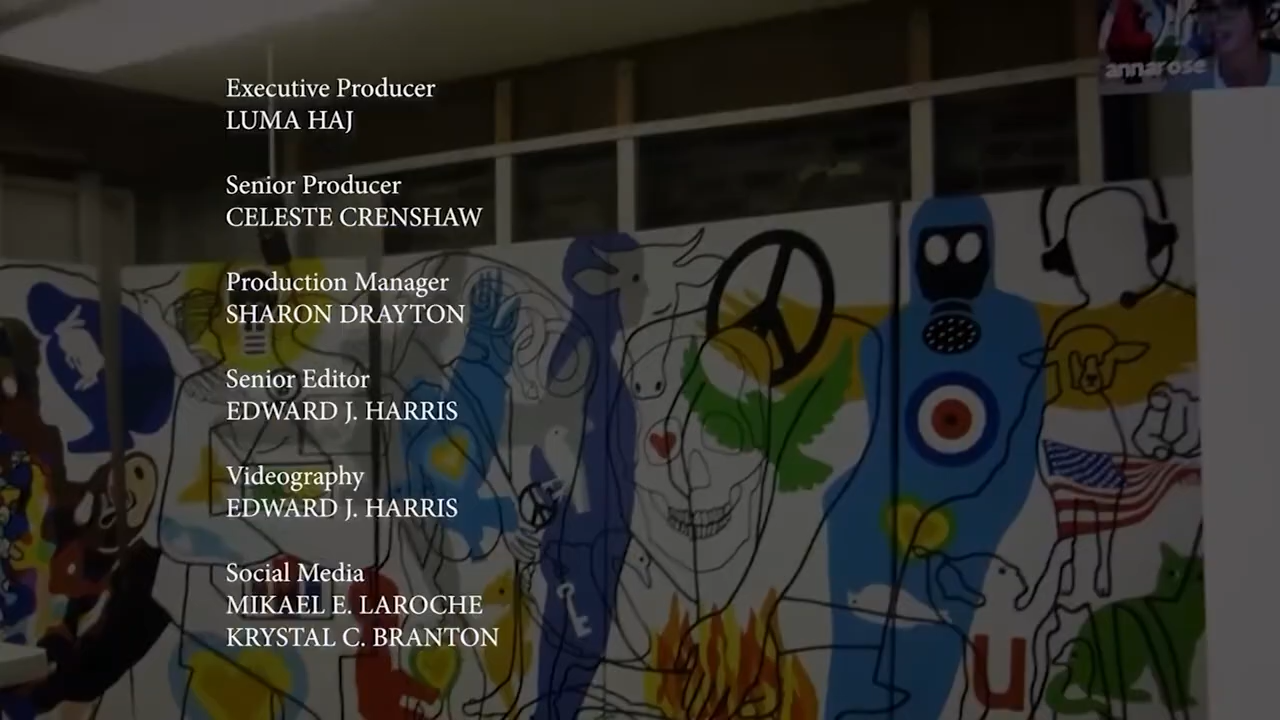 annarose
Executive Producer
LUMA HAJ
Senior Producer
CELESTE CRENSHAW
Production Manager
SHARON DRAYTON
Senior Editor
EDWARD J. HARRIS
Videography
EDWARD J. HARRIS
Social Media
MIKAEL E. LAROCHE
KRYSTAL C. BRANTON
U